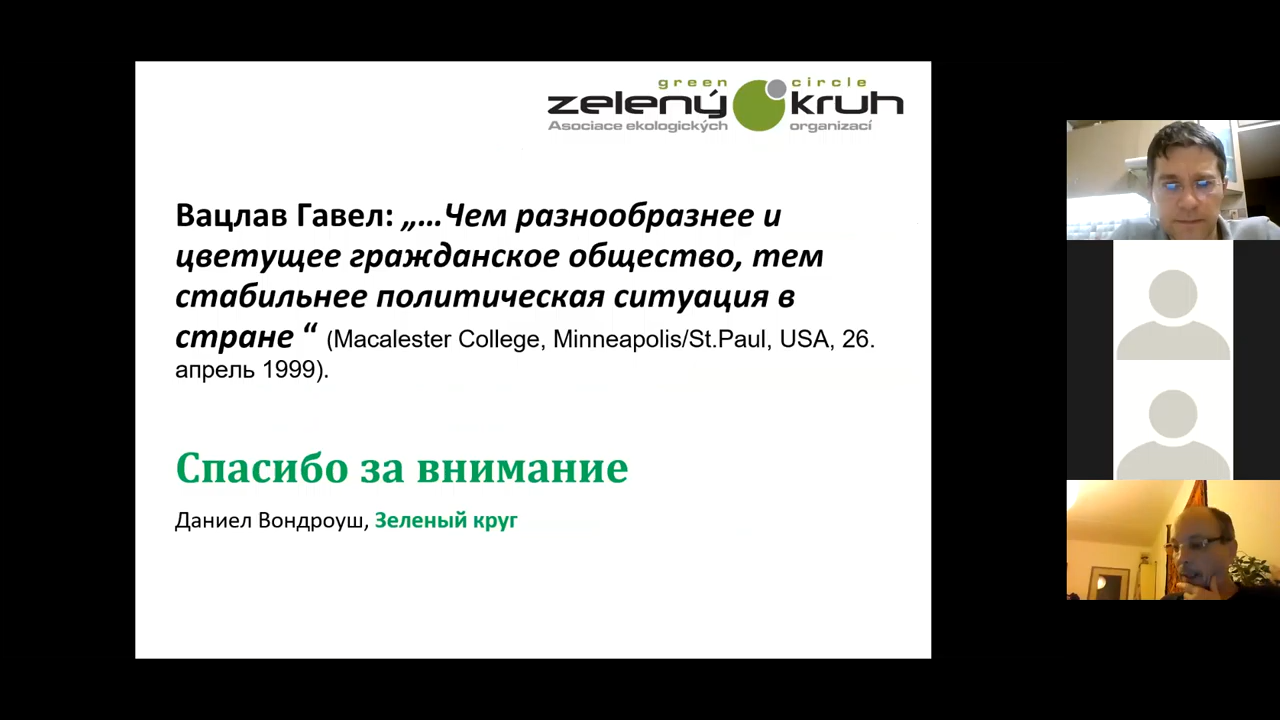 green circle
zelený kruh
Asociace ekologických organizací
Вацлав Гавел: „…Чем разнообразнее и
цветущее гражданское общество, тем
стабильнее политическая ситуация в
стране “ (Macalester College, Minneapolis/St.Paul, USA, 26.
апрель 1999).
Спасибо за внимание
Даниел Вондроуш, Зеленый круг